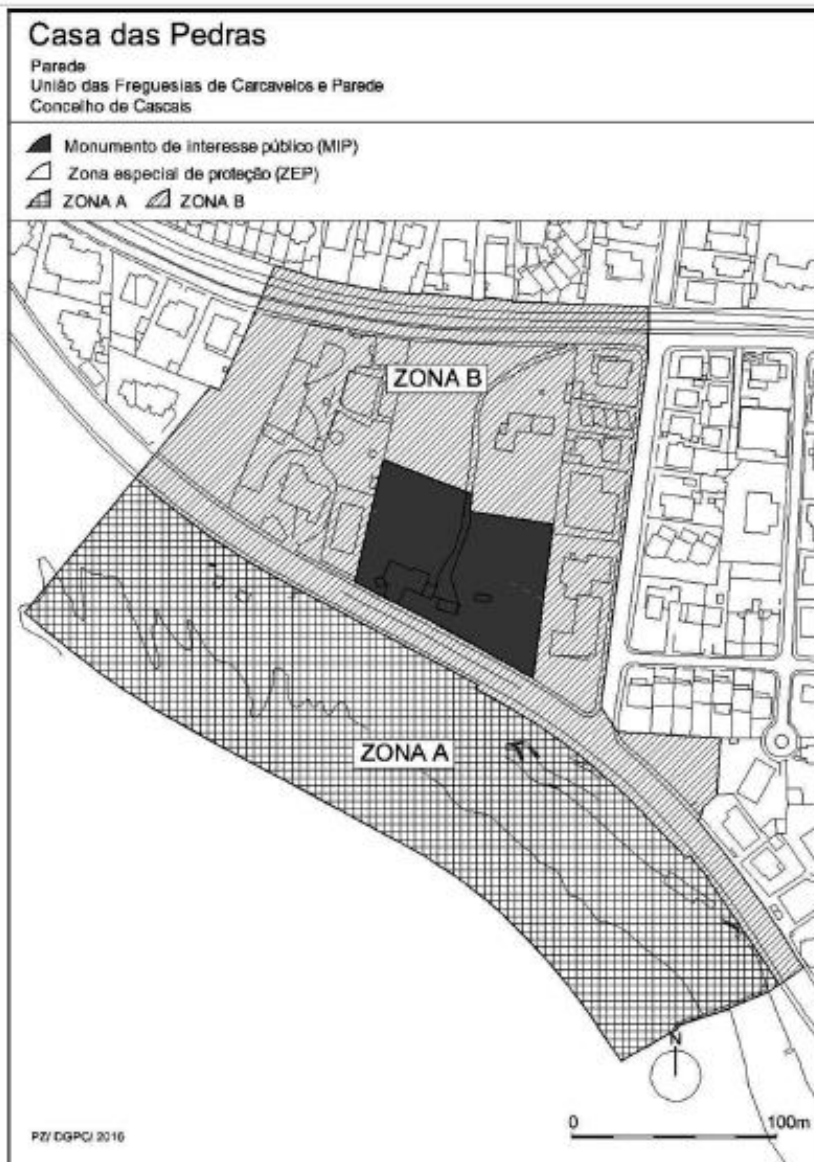 Casa das Pedras
Parede
União das Freguesias de Carcavelos e Parede
Concelho de Cascais
Monumento de interesse público (MIP)
Zona especial de proteção (ZEP)
ZONA A ZONA B
ZONA B
ZONA A
N
0 100m
PZ/ DGPC/ 2016